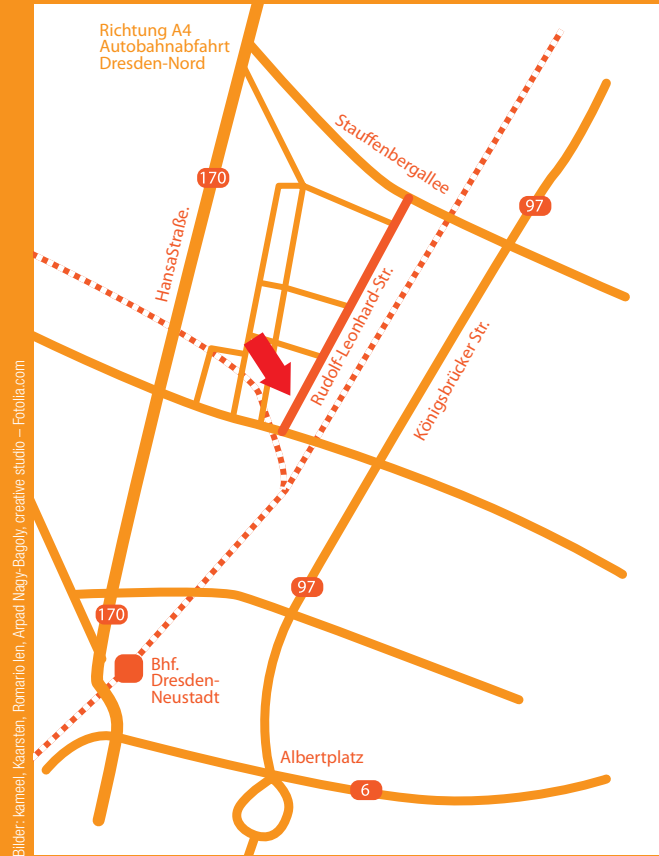 Richtung A4
Autobahnabfahrt
Dresden-Nord
Stauffenbergallee
170
97
HansaStraße.
Rudolf-Leonhard-Str.
Königsbrücker Str.
97
170
Bhf.
Dresden-
Neustadt
Albertplatz
6
Bilder: kameel, Kaarsten, Romario Ien, Arpad Nagy-Bagoly, creative studio – Fotolia.com